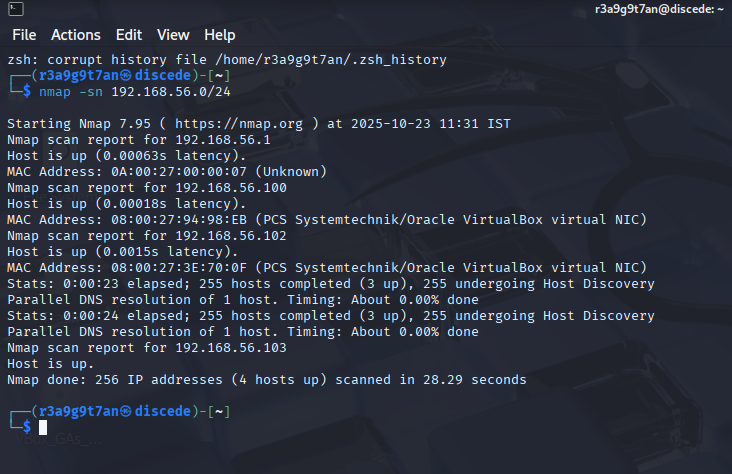 r3a9g9t7an@discede: ~
File Actions Edit View Help
zsh: corrupt history file /home/r3a9g9t7an/.zsh_history
┌──(r3a9g9t7an㉿discede)-[~]
└─$ nmap -sn 192.168.56.0/24
Starting Nmap 7.95 ( https://nmap.org ) at 2025-10-23 11:31 IST
Nmap scan report for 192.168.56.1
Host is up (0.00063s latency).
MAC Address: 0A:00:27:00:00:07 (Unknown)
Nmap scan report for 192.168.56.100
Host is up (0.00018s latency).
MAC Address: 08:00:27:94:98:EB (PCS Systemtechnik/Oracle VirtualBox virtual NIC)
Nmap scan report for 192.168.56.102
Host is up (0.0015s latency).
MAC Address: 08:00:27:3E:70:0F (PCS Systemtechnik/Oracle VirtualBox virtual NIC)
Stats: 0:00:23 elapsed; 255 hosts completed (3 up), 255 undergoing Host Discovery
Parallel DNS resolution of 1 host. Timing: About 0.00% done
Stats: 0:00:24 elapsed; 255 hosts completed (3 up), 255 undergoing Host Discovery
Parallel DNS resolution of 1 host. Timing: About 0.00% done
Nmap scan report for 192.168.56.103
Host is up.
Nmap done: 256 IP addresses (4 hosts up) scanned in 28.29 seconds
┌──(r3a9g9t7an㉿discede)-[~]
└─$